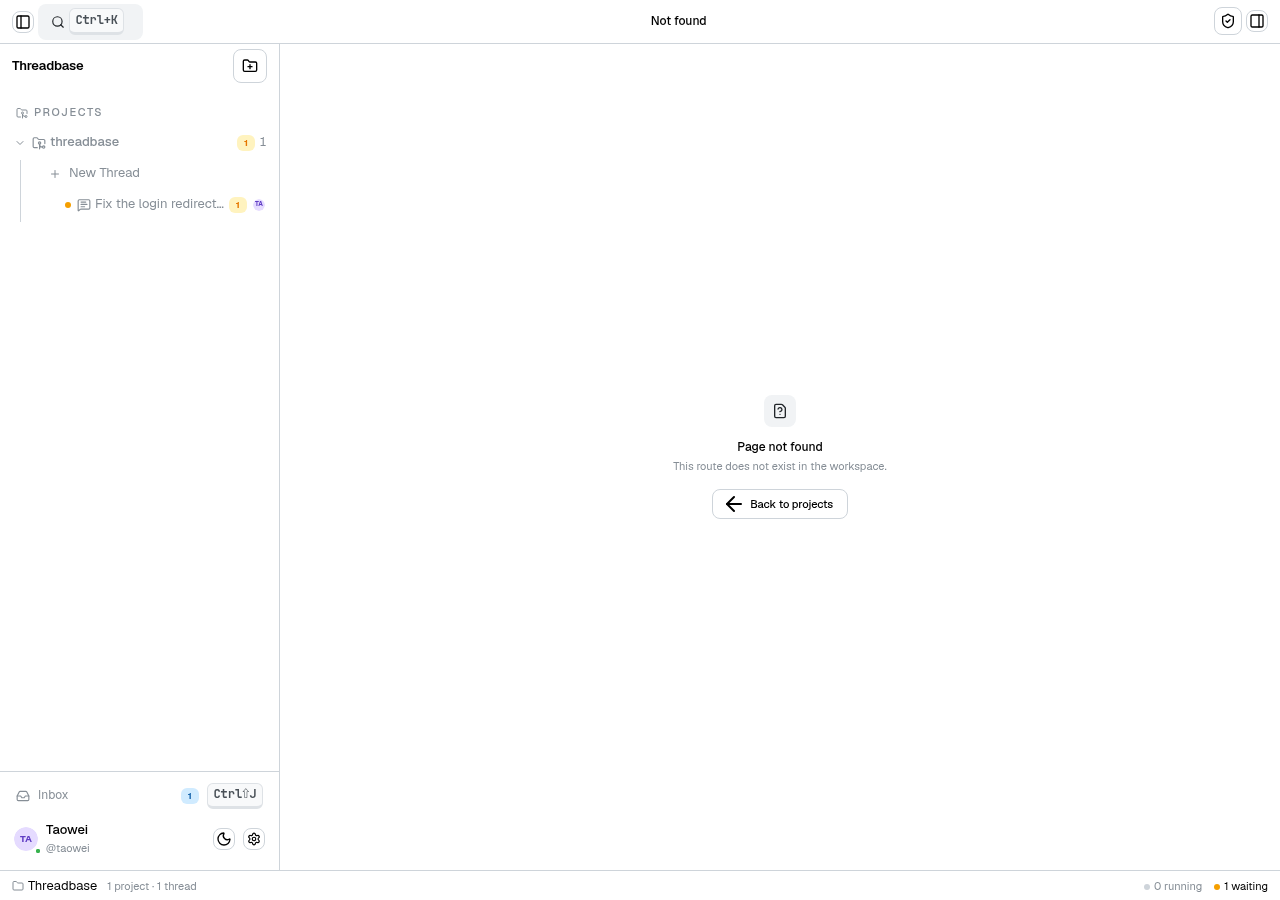 Ctrl+K
Not found
Threadbase
PROJECTS
threadbase 1 1
New Thread
Fix the login redirect... 1 TA
Page not found
This route does not exist in the workspace.
Back to projects
Inbox 1 Ctrl⇧J
TA Taowei
@taowei
Threadbase 1 project · 1 thread 0 running 1 waiting